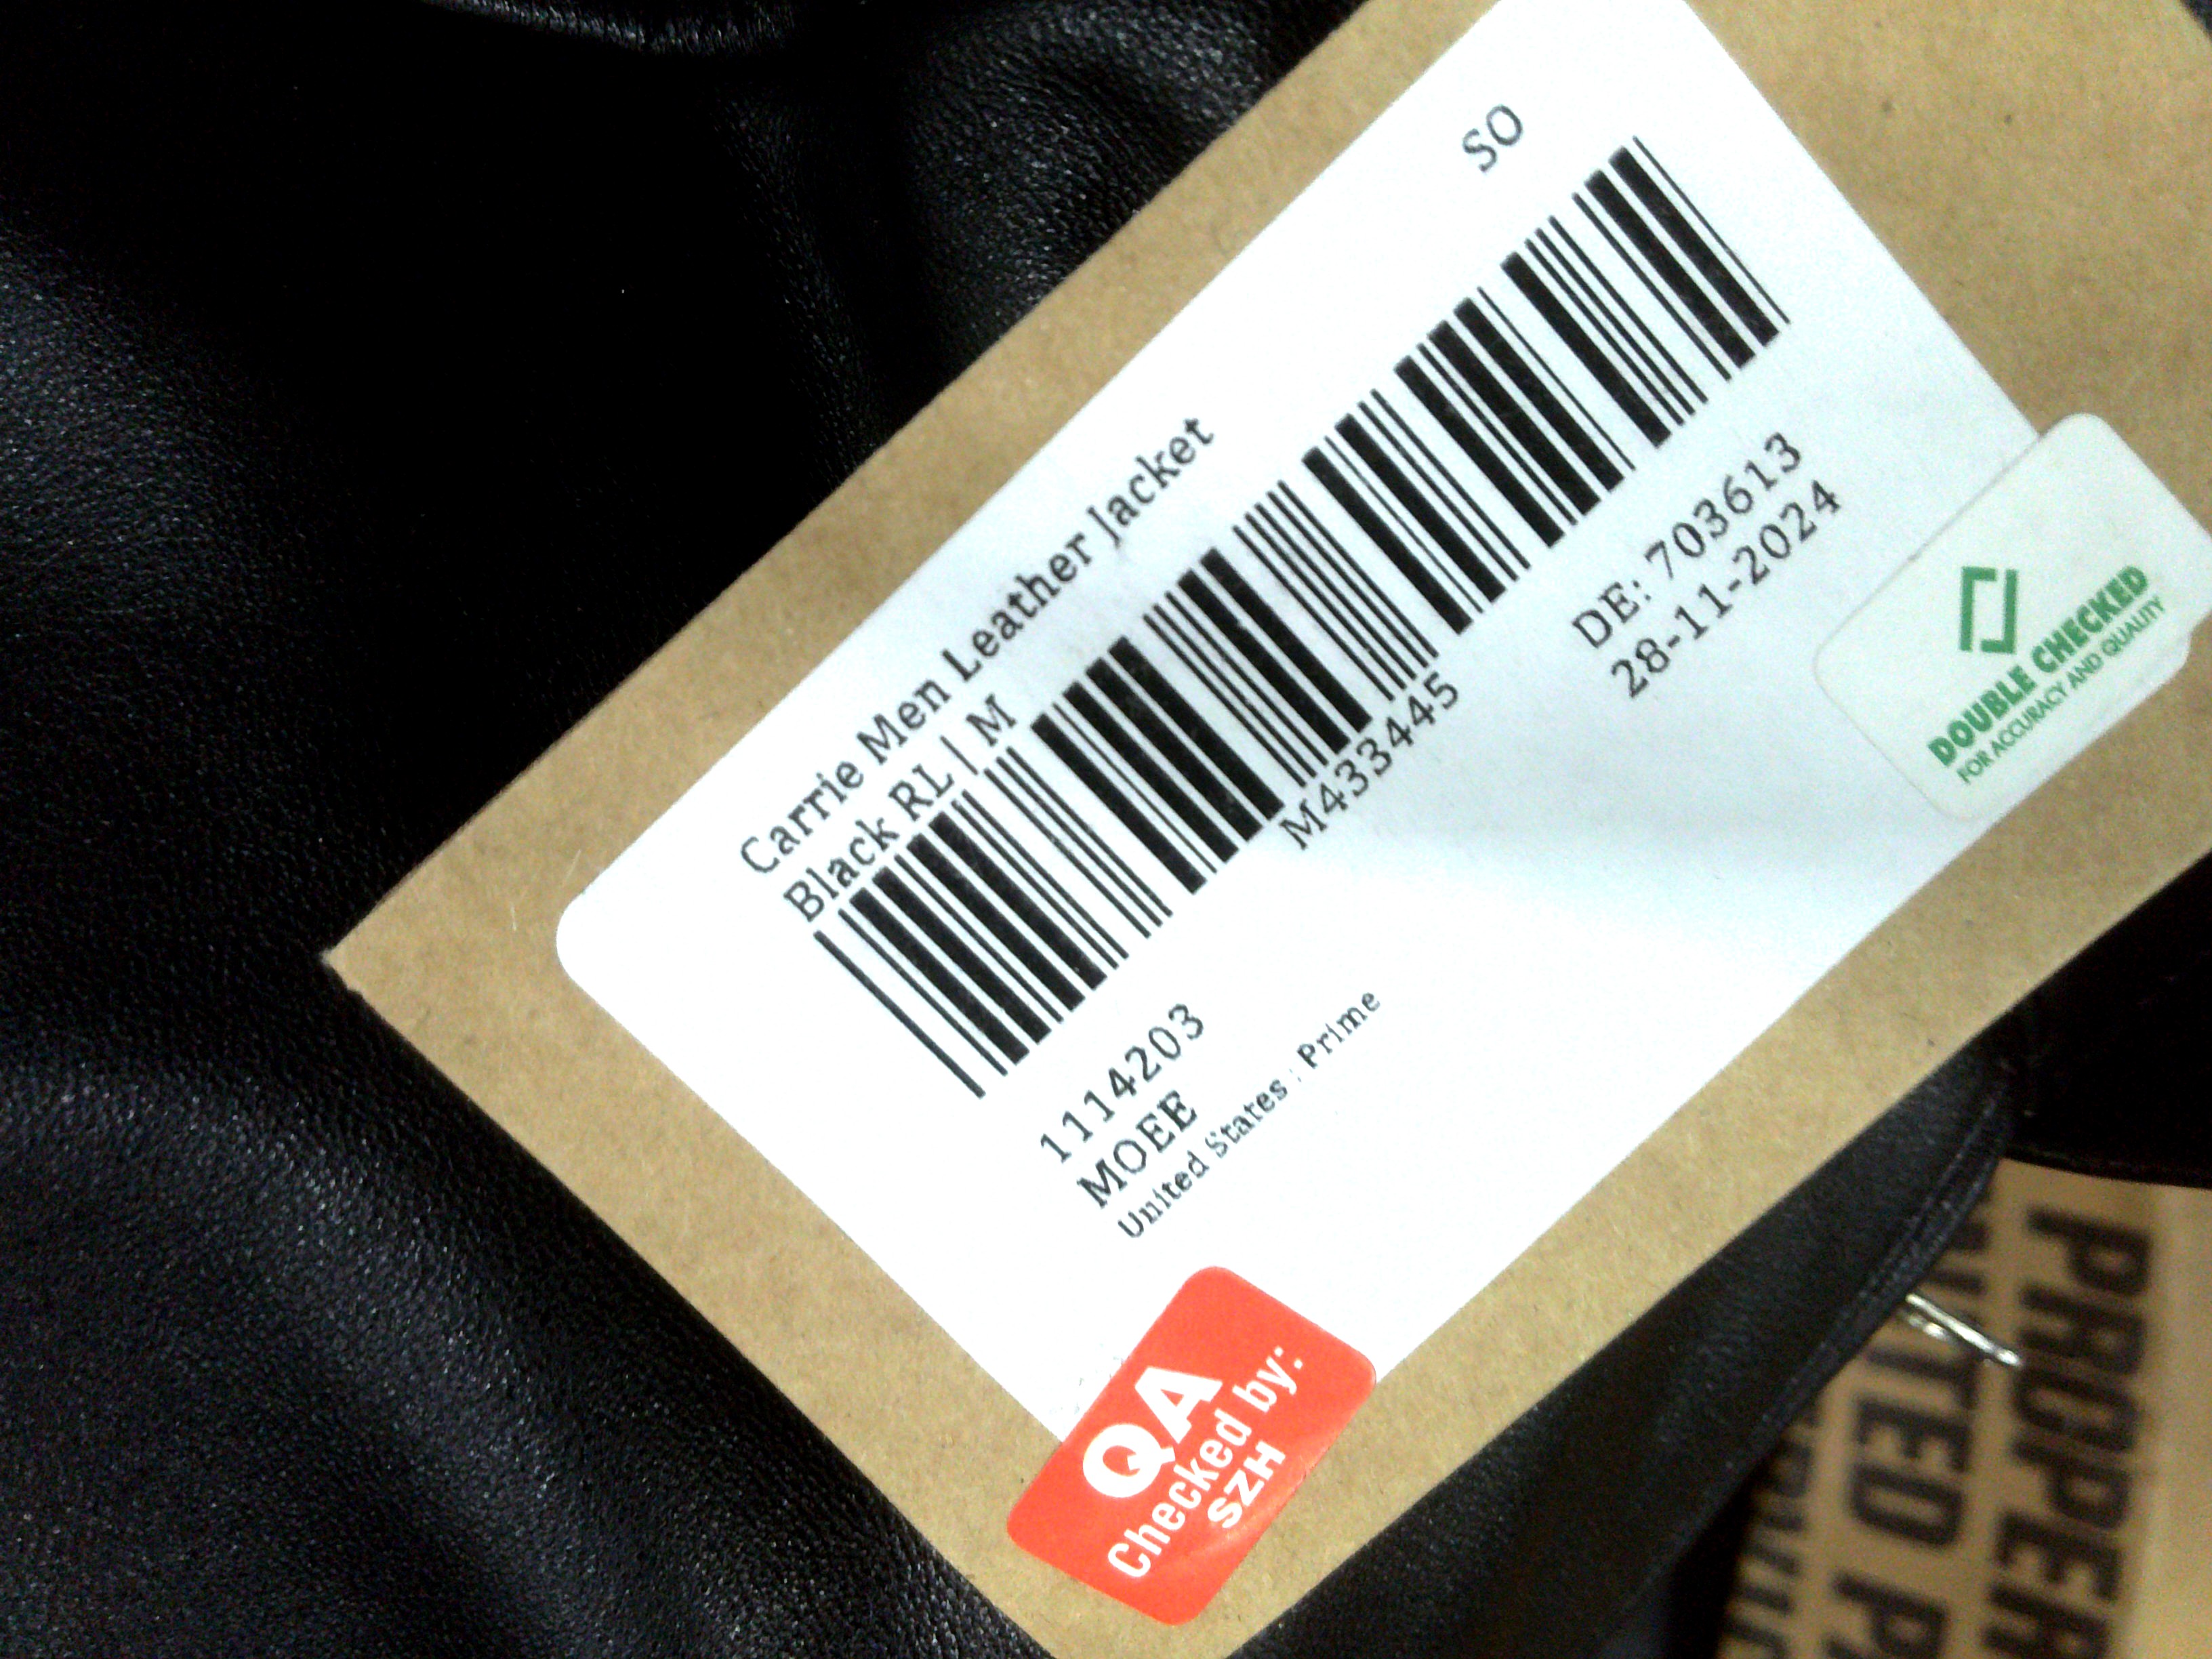 SO
Carrie Men Leather Jacket
Black RL | M
M433445
DE: 703613
28-11-2024
1114203
MOEE
United States : Prime
DOUBLE CHECKED
FOR ACCURACY AND QUALITY
QA
Checked by:
SZH